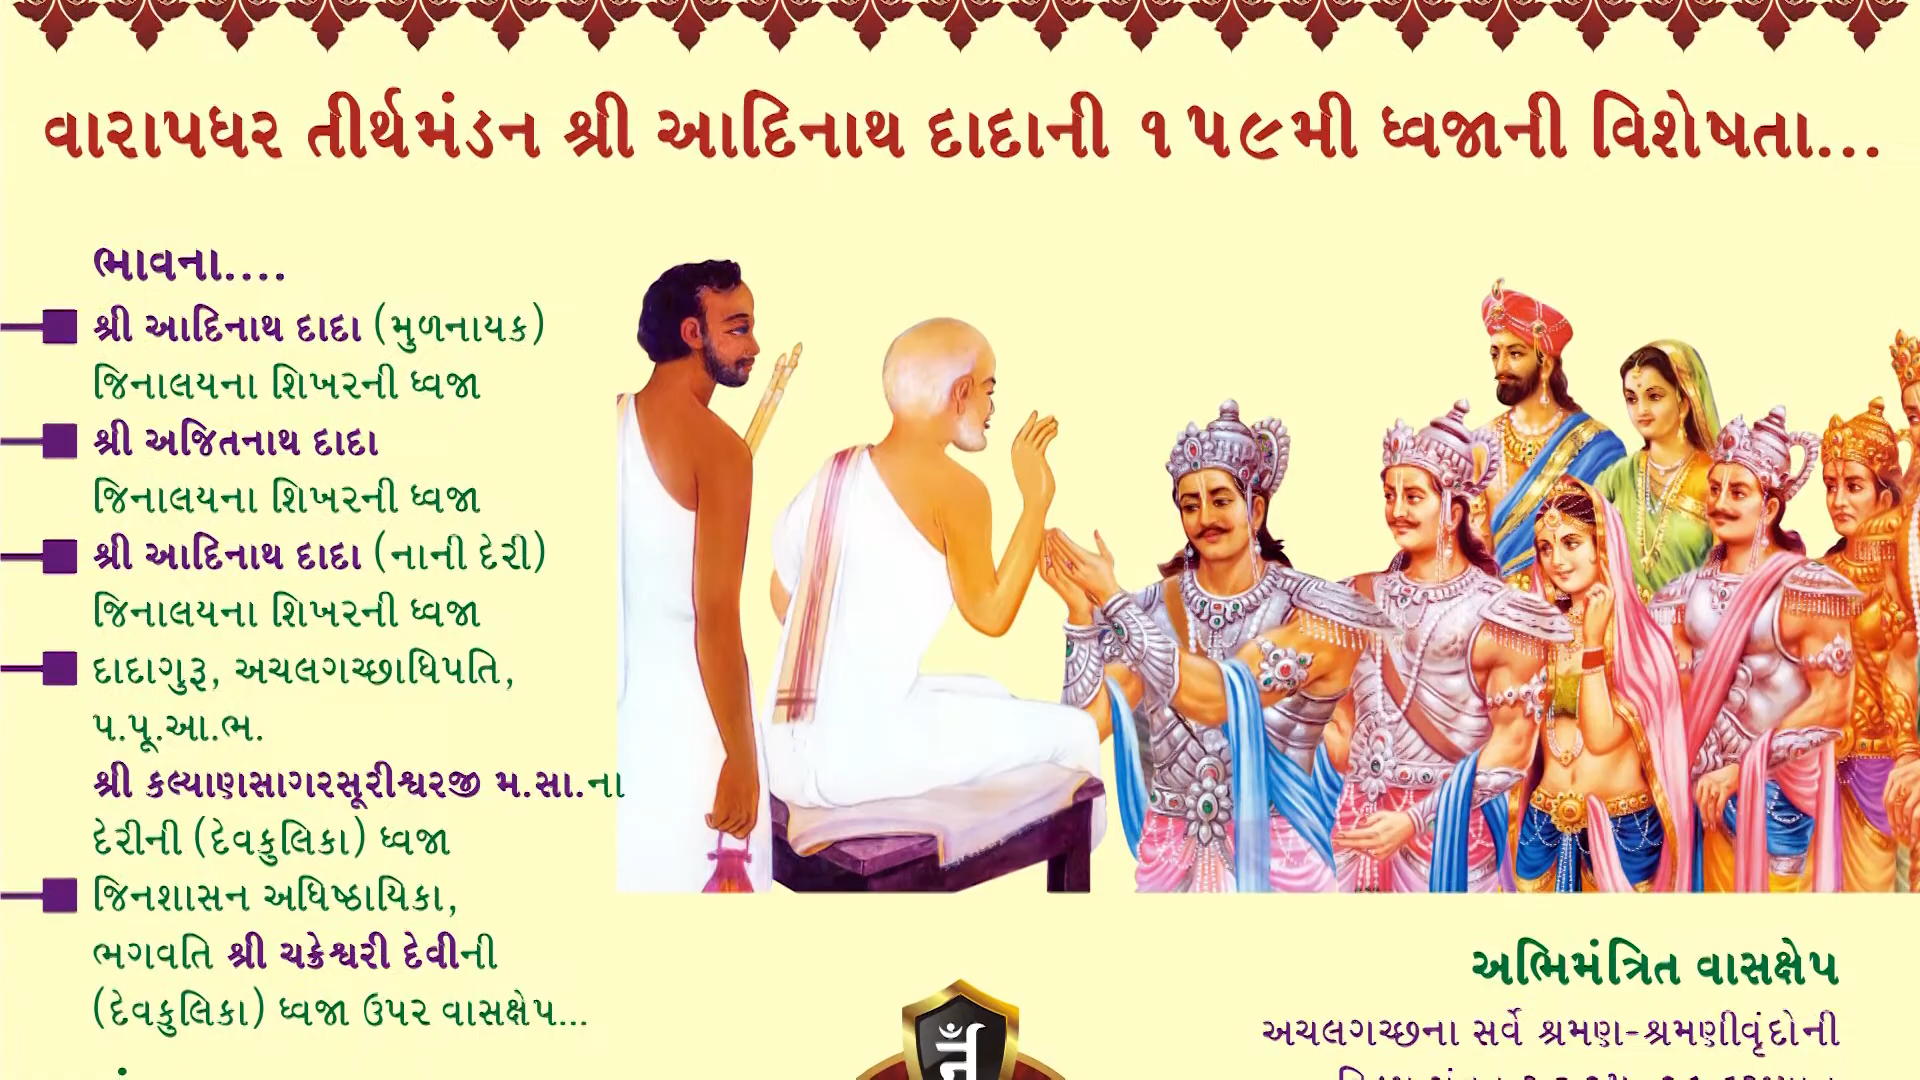 વારાપધર તીર્થમંડન શ્રી આદિનાથ દાદાની ૧૫૯મી ધ્વજાની વિશેષતા...
ભાવના....
શ્રી આદિનાથ દાદા (મુળનાયક)
જિનાલયના શિખરની ધ્વજા
શ્રી અજિતનાથ દાદા
જિનાલયના શિખરની ધ્વજા
શ્રી આદિનાથ દાદા (નાની દેરી)
જિનાલયના શિખરની ધ્વજા
દાદાગુરૂ, અચલગચ્છાધિપતિ,
પ.પૂ.આ.ભ.
શ્રી કલ્યાણસાગરસૂરીશ્વરજી મ.સા.ના
દેરીની (દેવકુલિકા) ધ્વજા
જિનશાસન અધિષ્ઠાયિકા,
ભગવતિ શ્રી ચક્રેશ્વરી દેવીની
(દેવકુલિકા) ધ્વજા ઉપર વાસક્ષેપ...
અભિમંત્રિત વાસક્ષેપ
અચલગચ્છના સર્વે શ્રમણ-શ્રમણીવૃંદોની